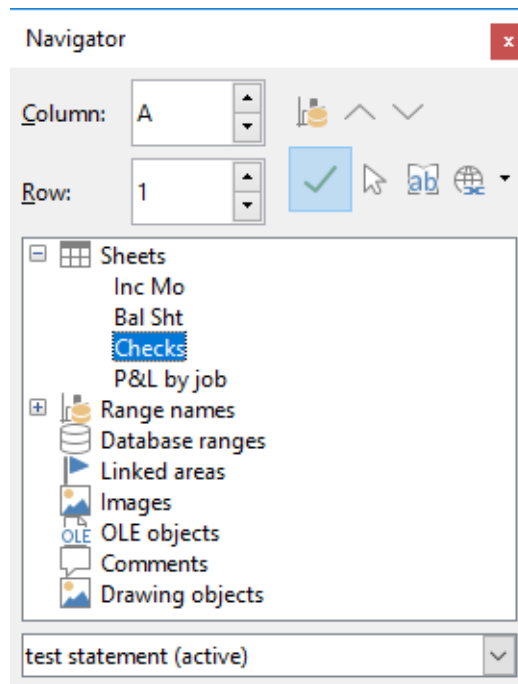 Navigator
x
Column: A
Row: 1
ab
Sheets
Inc Mo
Bal Sht
Checks
P&L by job
Range names
Database ranges
Linked areas
Images
OLE OLE objects
Comments
Drawing objects
test statement (active)